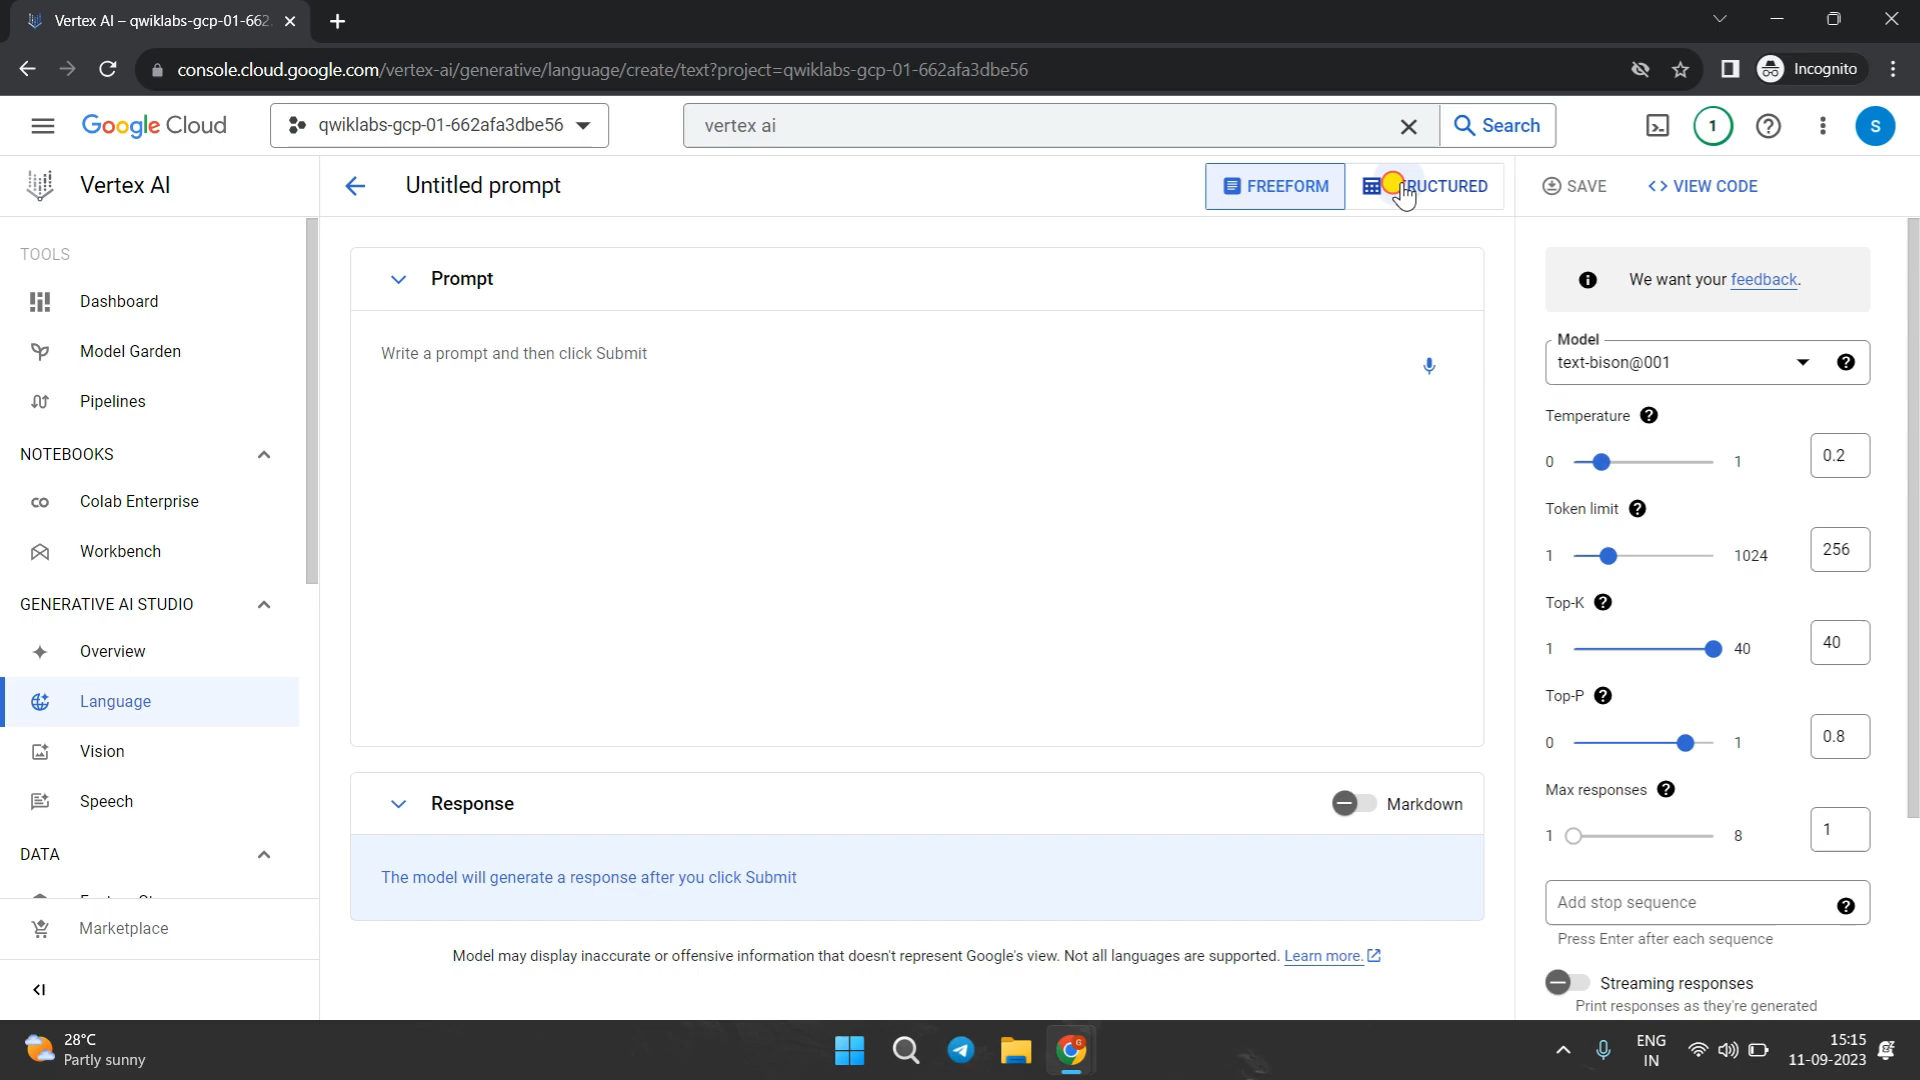 Vertex AI – qwiklabs-gcp-01-662
console.cloud.google.com/vertex-ai/generative/language/create/text?project=qwiklabs-gcp-01-662afa3dbe56
Incognito
Google Cloud
qwiklabs-gcp-01-662afa3dbe56
vertex ai
Search
1
S
Vertex AI
Untitled prompt
FREEFORM
SAVE
<> VIEW CODE
TOOLS
Dashboard
Model Garden
Pipelines
NOTEBOOKS
Colab Enterprise
Workbench
GENERATIVE AI STUDIO
Overview
Language
Vision
Speech
DATA
Marketplace
Prompt
Write a prompt and then click Submit
Response
Markdown
The model will generate a response after you click Submit
Model may display inaccurate or offensive information that doesn't represent Google's view. Not all languages are supported. Learn more.
We want your feedback.
Model
text-bison@001
Temperature
0 1 0.2
Token limit
1 1024 256
Top-K
1 40 40
Top-P
0 1 0.8
Max responses
1 8 1
Add stop sequence
Press Enter after each sequence
Streaming responses
Print responses as they're generated
28°C
Partly sunny
ENG
IN
15:15
11-09-2023